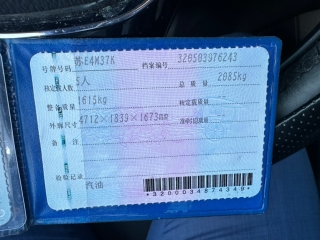 号牌号码 苏E4W37K 档案编号 320503976243
核定载人数 5人 总质量 2085kg
整备质量 1615kg 核定载质量
外廓尺寸 4712×1839×1673mm 准牵引总质量
备注
检验记录
汽油
*3200034874349*